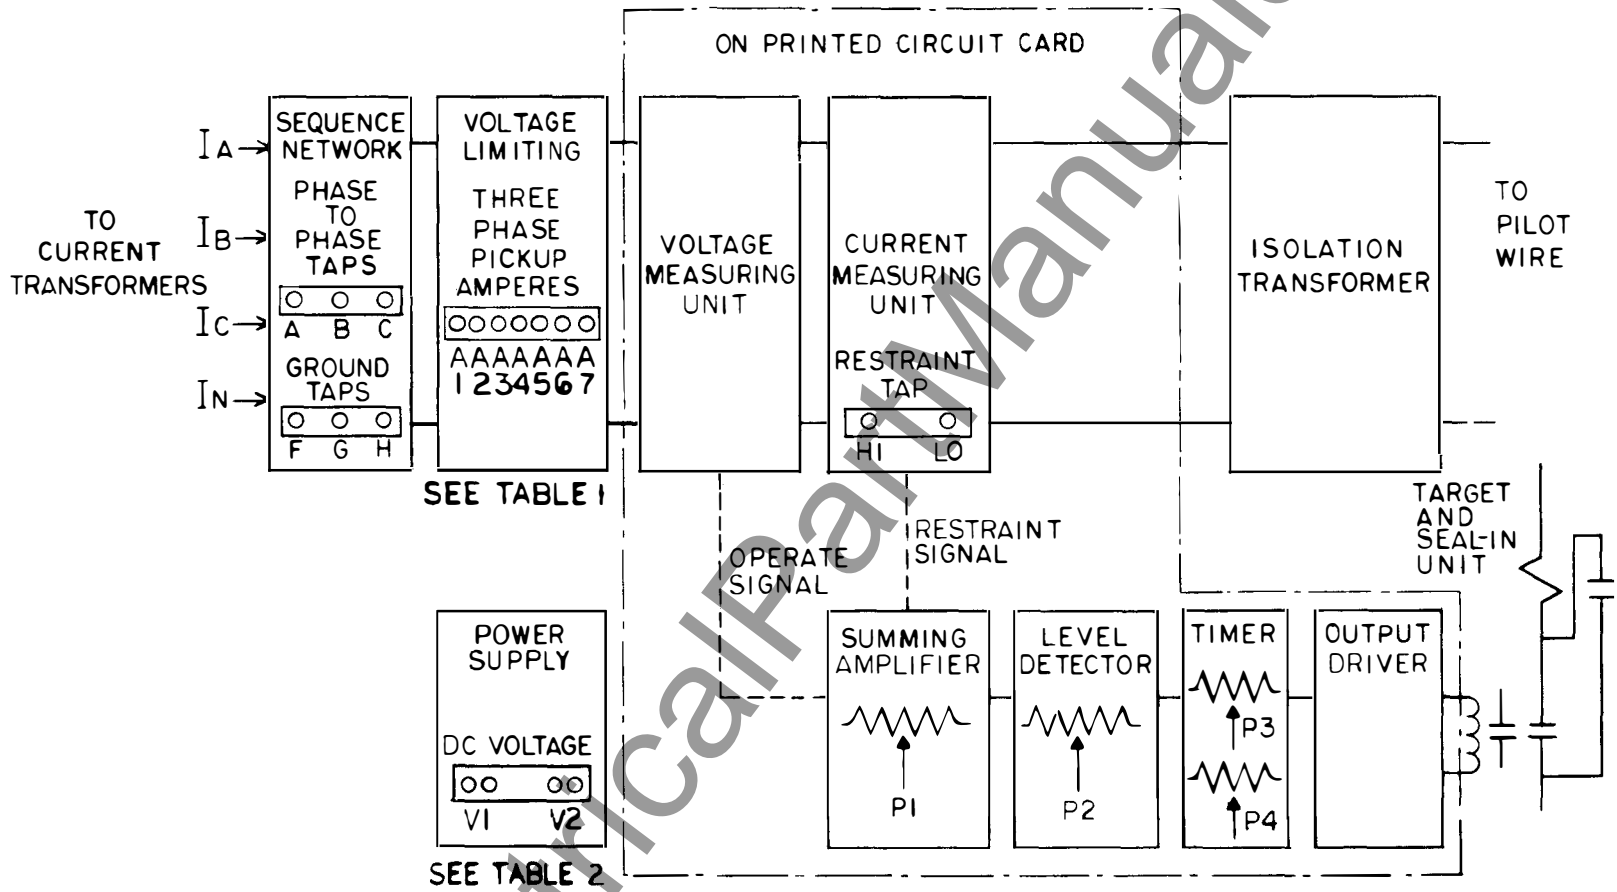 ON PRINTED CIRCUIT CARD
TO
CURRENT
TRANSFORMERS
IA
IB
IC
IN
SEQUENCE
NETWORK
PHASE
TO
PHASE
TAPS
A B C
GROUND
TAPS
F G H
VOLTAGE
LIMITING
THREE
PHASE
PICKUP
AMPERES
AAAAAAA
1234567
SEE TABLE 1
VOLTAGE
MEASURING
UNIT
CURRENT
MEASURING
UNIT
RESTRAINT
TAP
HI LO
ISOLATION
TRANSFORMER
TO
PILOT
WIRE
OPERATE
SIGNAL
RESTRAINT
SIGNAL
TARGET
AND
SEAL-IN
UNIT
POWER
SUPPLY
DC VOLTAGE
V1 V2
SEE TABLE 2
SUMMING
AMPLIFIER
P1
LEVEL
DETECTOR
P2
TIMER
P3
P4
OUTPUT
DRIVER
tricalPartManual